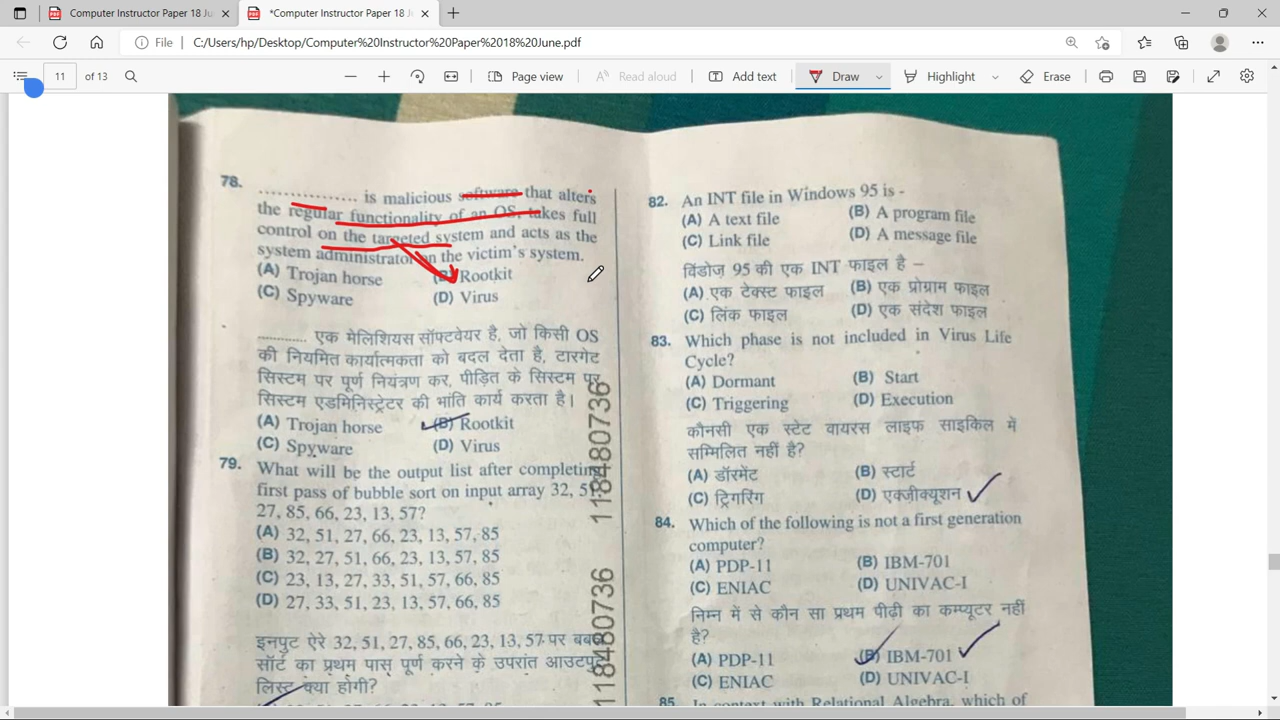 Computer Instructor Paper 18 Ju
*Computer Instructor Paper 18 J
File
C:/Users/hp/Desktop/Computer%20Instructor%20Paper%2018%20June.pdf
11 of 13
Page view
Read aloud
Add text
Draw
Highlight
Erase
78. ............... is malicious software that alters
the regular functionality of an OS, takes full
control on the targeted system and acts as the
system administrator on the victim's system.
(A) Trojan horse (B) Rootkit
(C) Spyware (D) Virus
............ एक मेलिशियस सॉफ्टवेयर है, जो किसी OS
की नियमित कार्यात्मकता को बदल देता है, टारगेट
सिस्टम पर पूर्ण नियंत्रण कर, पीड़ित के सिस्टम पर
सिस्टम एडमिनिस्ट्रेटर की भांति कार्य करता है।
(A) Trojan horse (B) Rootkit
(C) Spyware (D) Virus
79. What will be the output list after completing
first pass of bubble sort on input array 32, 51,
27, 85, 66, 23, 13, 57?
(A) 32, 51, 27, 66, 23, 13, 57, 85
(B) 32, 27, 51, 66, 23, 13, 57, 85
(C) 23, 13, 27, 33, 51, 57, 66, 85
(D) 27, 33, 51, 23, 13, 57, 66, 85
इनपुट ऐरे 32, 51, 27, 85, 66, 23, 13, 57 पर बबल
सॉर्ट का प्रथम पास पूर्ण करने के उपरांत आउटपुट
लिस्ट क्या होगी?
118480736
118480736
82. An INT file in Windows 95 is -
(A) A text file (B) A program file
(C) Link file (D) A message file
विंडोज़ 95 की एक INT फाइल है -
(A) एक टेक्स्ट फाइल (B) एक प्रोग्राम फाइल
(C) लिंक फाइल (D) एक संदेश फाइल
83. Which phase is not included in Virus Life
Cycle?
(A) Dormant (B) Start
(C) Triggering (D) Execution
कौनसी एक स्टेट वायरस लाइफ साइकिल में
सम्मिलित नहीं है?
(A) डॉरमेंट (B) स्टार्ट
(C) ट्रिगरिंग (D) एक्ज़ीक्यूशन
84. Which of the following is not a first generation
computer?
(A) PDP-11 (B) IBM-701
(C) ENIAC (D) UNIVAC-I
निम्न में से कौन सा प्रथम पीढ़ी का कम्प्यूटर नहीं
है?
(A) PDP-11 (B) IBM-701
(C) ENIAC (D) UNIVAC-I
85. In context with Relational Algebra, which of